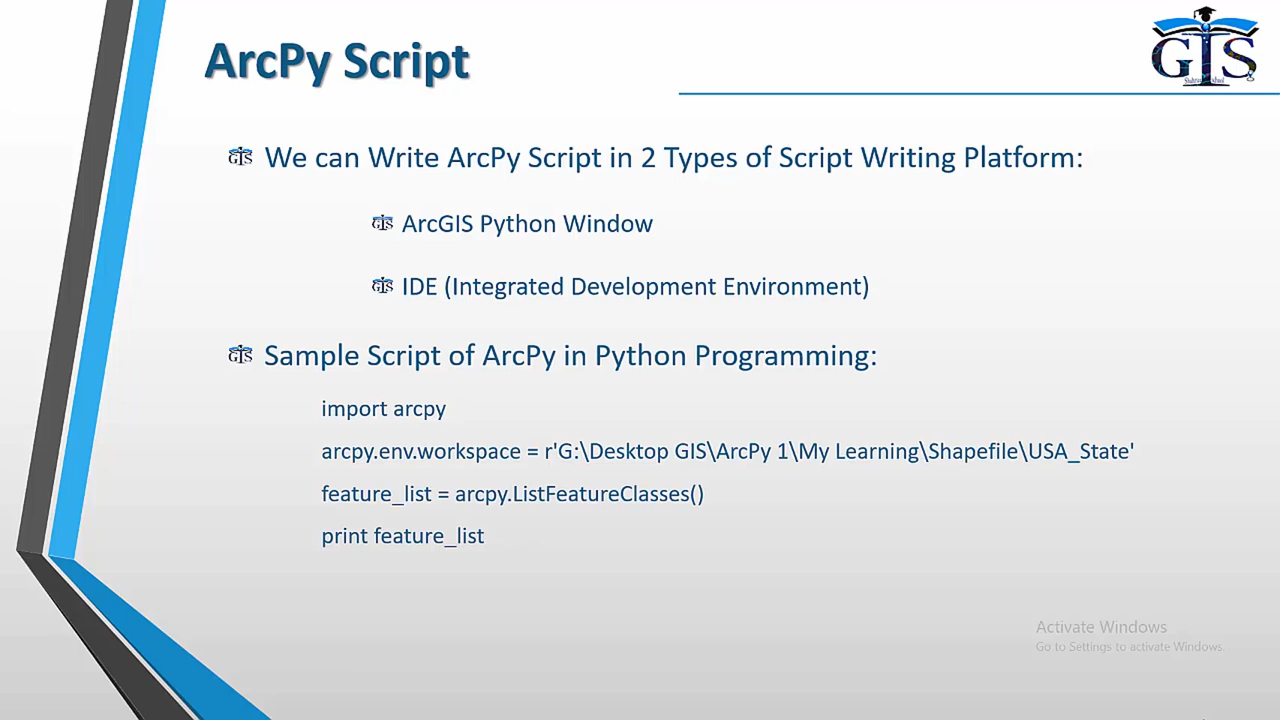 ArcPy Script
GIS
We can Write ArcPy Script in 2 Types of Script Writing Platform:
ArcGIS Python Window
IDE (Integrated Development Environment)
Sample Script of ArcPy in Python Programming:
import arcpy
arcpy.env.workspace = r'G:\Desktop GIS\ArcPy 1\My Learning\Shapefile\USA_State'
feature_list = arcpy.ListFeatureClasses()
print feature_list
Activate Windows
Go to Settings to activate Windows.